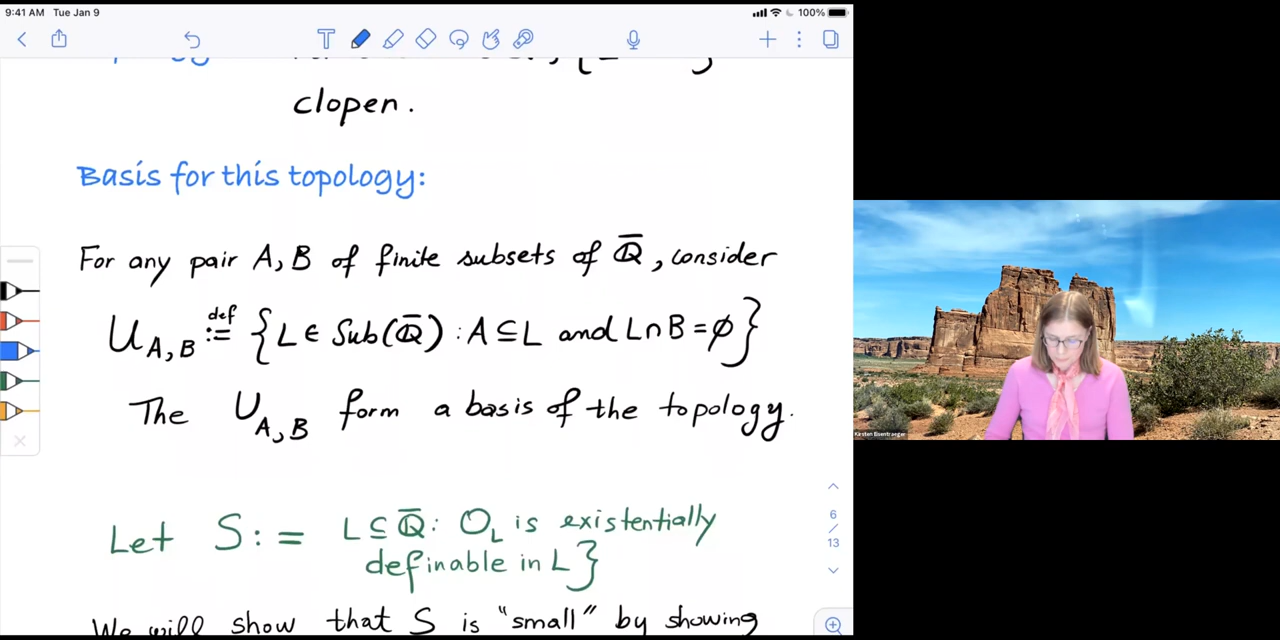 9:41 AM Tue Jan 9
100%
clopen.
Basis for this topology:
For any pair A, B of finite subsets of Q̅, consider
U_{A,B} :=^{def} {L ∈ Sub(Q̅) : A ⊆ L and L ∩ B = ∅}
The U_{A,B} form a basis of the topology.
Let S := L ⊆ Q̅: O_L is existentially
definable in L}
We will show that S is "small" by showing
6
/
13
Kirsten Eisentraeger